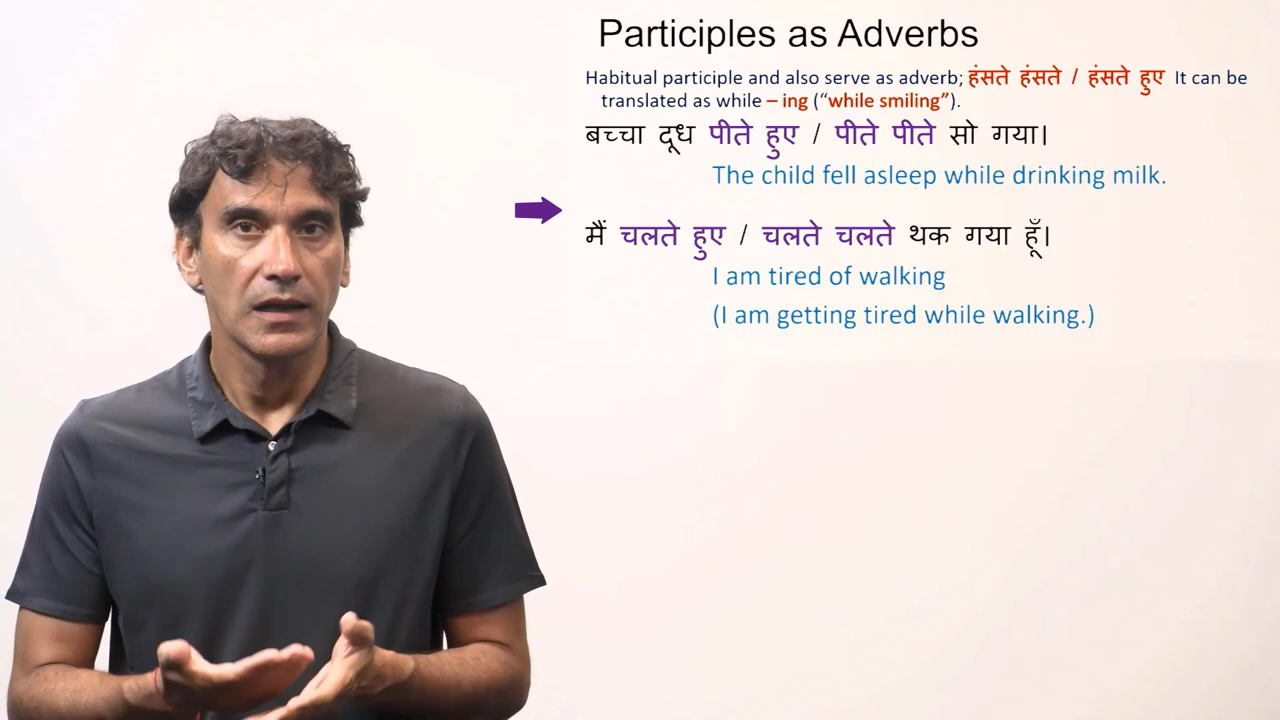 Participles as Adverbs
Habitual participle and also serve as adverb; हंसते हंसते / हंसते हुए It can be
translated as while – ing (“while smiling”).
बच्चा दूध पीते हुए / पीते पीते सो गया।
The child fell asleep while drinking milk.
मैं चलते हुए / चलते चलते थक गया हूँ।
I am tired of walking
(I am getting tired while walking.)